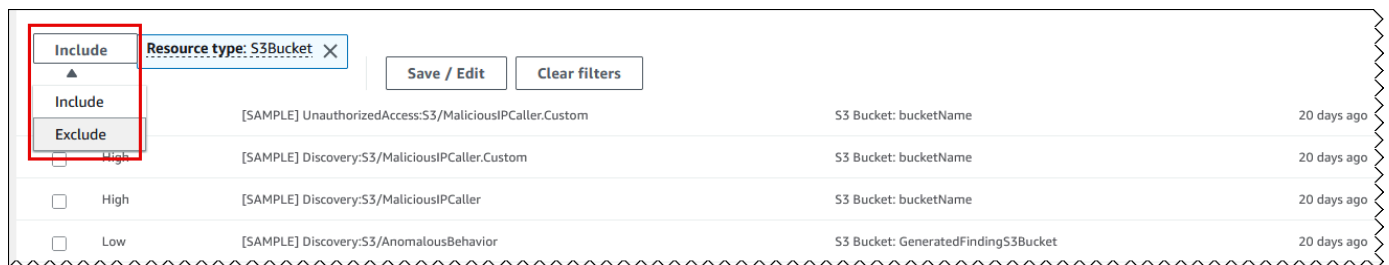 Include
Resource type: S3Bucket
Save / Edit
Clear filters
Include
[SAMPLE] UnauthorizedAccess:S3/MaliciousIPCaller.Custom S3 Bucket: bucketName 20 days ago
Exclude
High [SAMPLE] Discovery:S3/MaliciousIPCaller.Custom S3 Bucket: bucketName 20 days ago
High [SAMPLE] Discovery:S3/MaliciousIPCaller S3 Bucket: bucketName 20 days ago
Low [SAMPLE] Discovery:S3/AnomalousBehavior S3 Bucket: GeneratedFindingS3Bucket 20 days ago